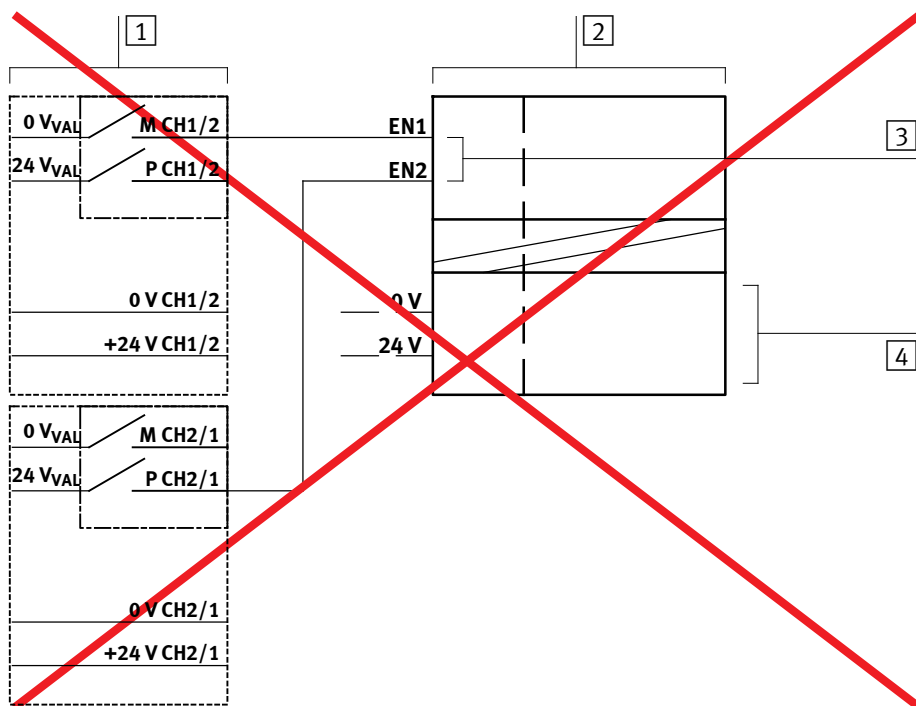 1
2
0 VVAL
M CH1/2
EN1
3
24 VVAL
P CH1/2
EN2
0 V CH1/2
0 V
+24 V CH1/2
24 V
4
0 VVAL
M CH2/1
24 VVAL
P CH2/1
0 V CH2/1
+24 V CH2/1